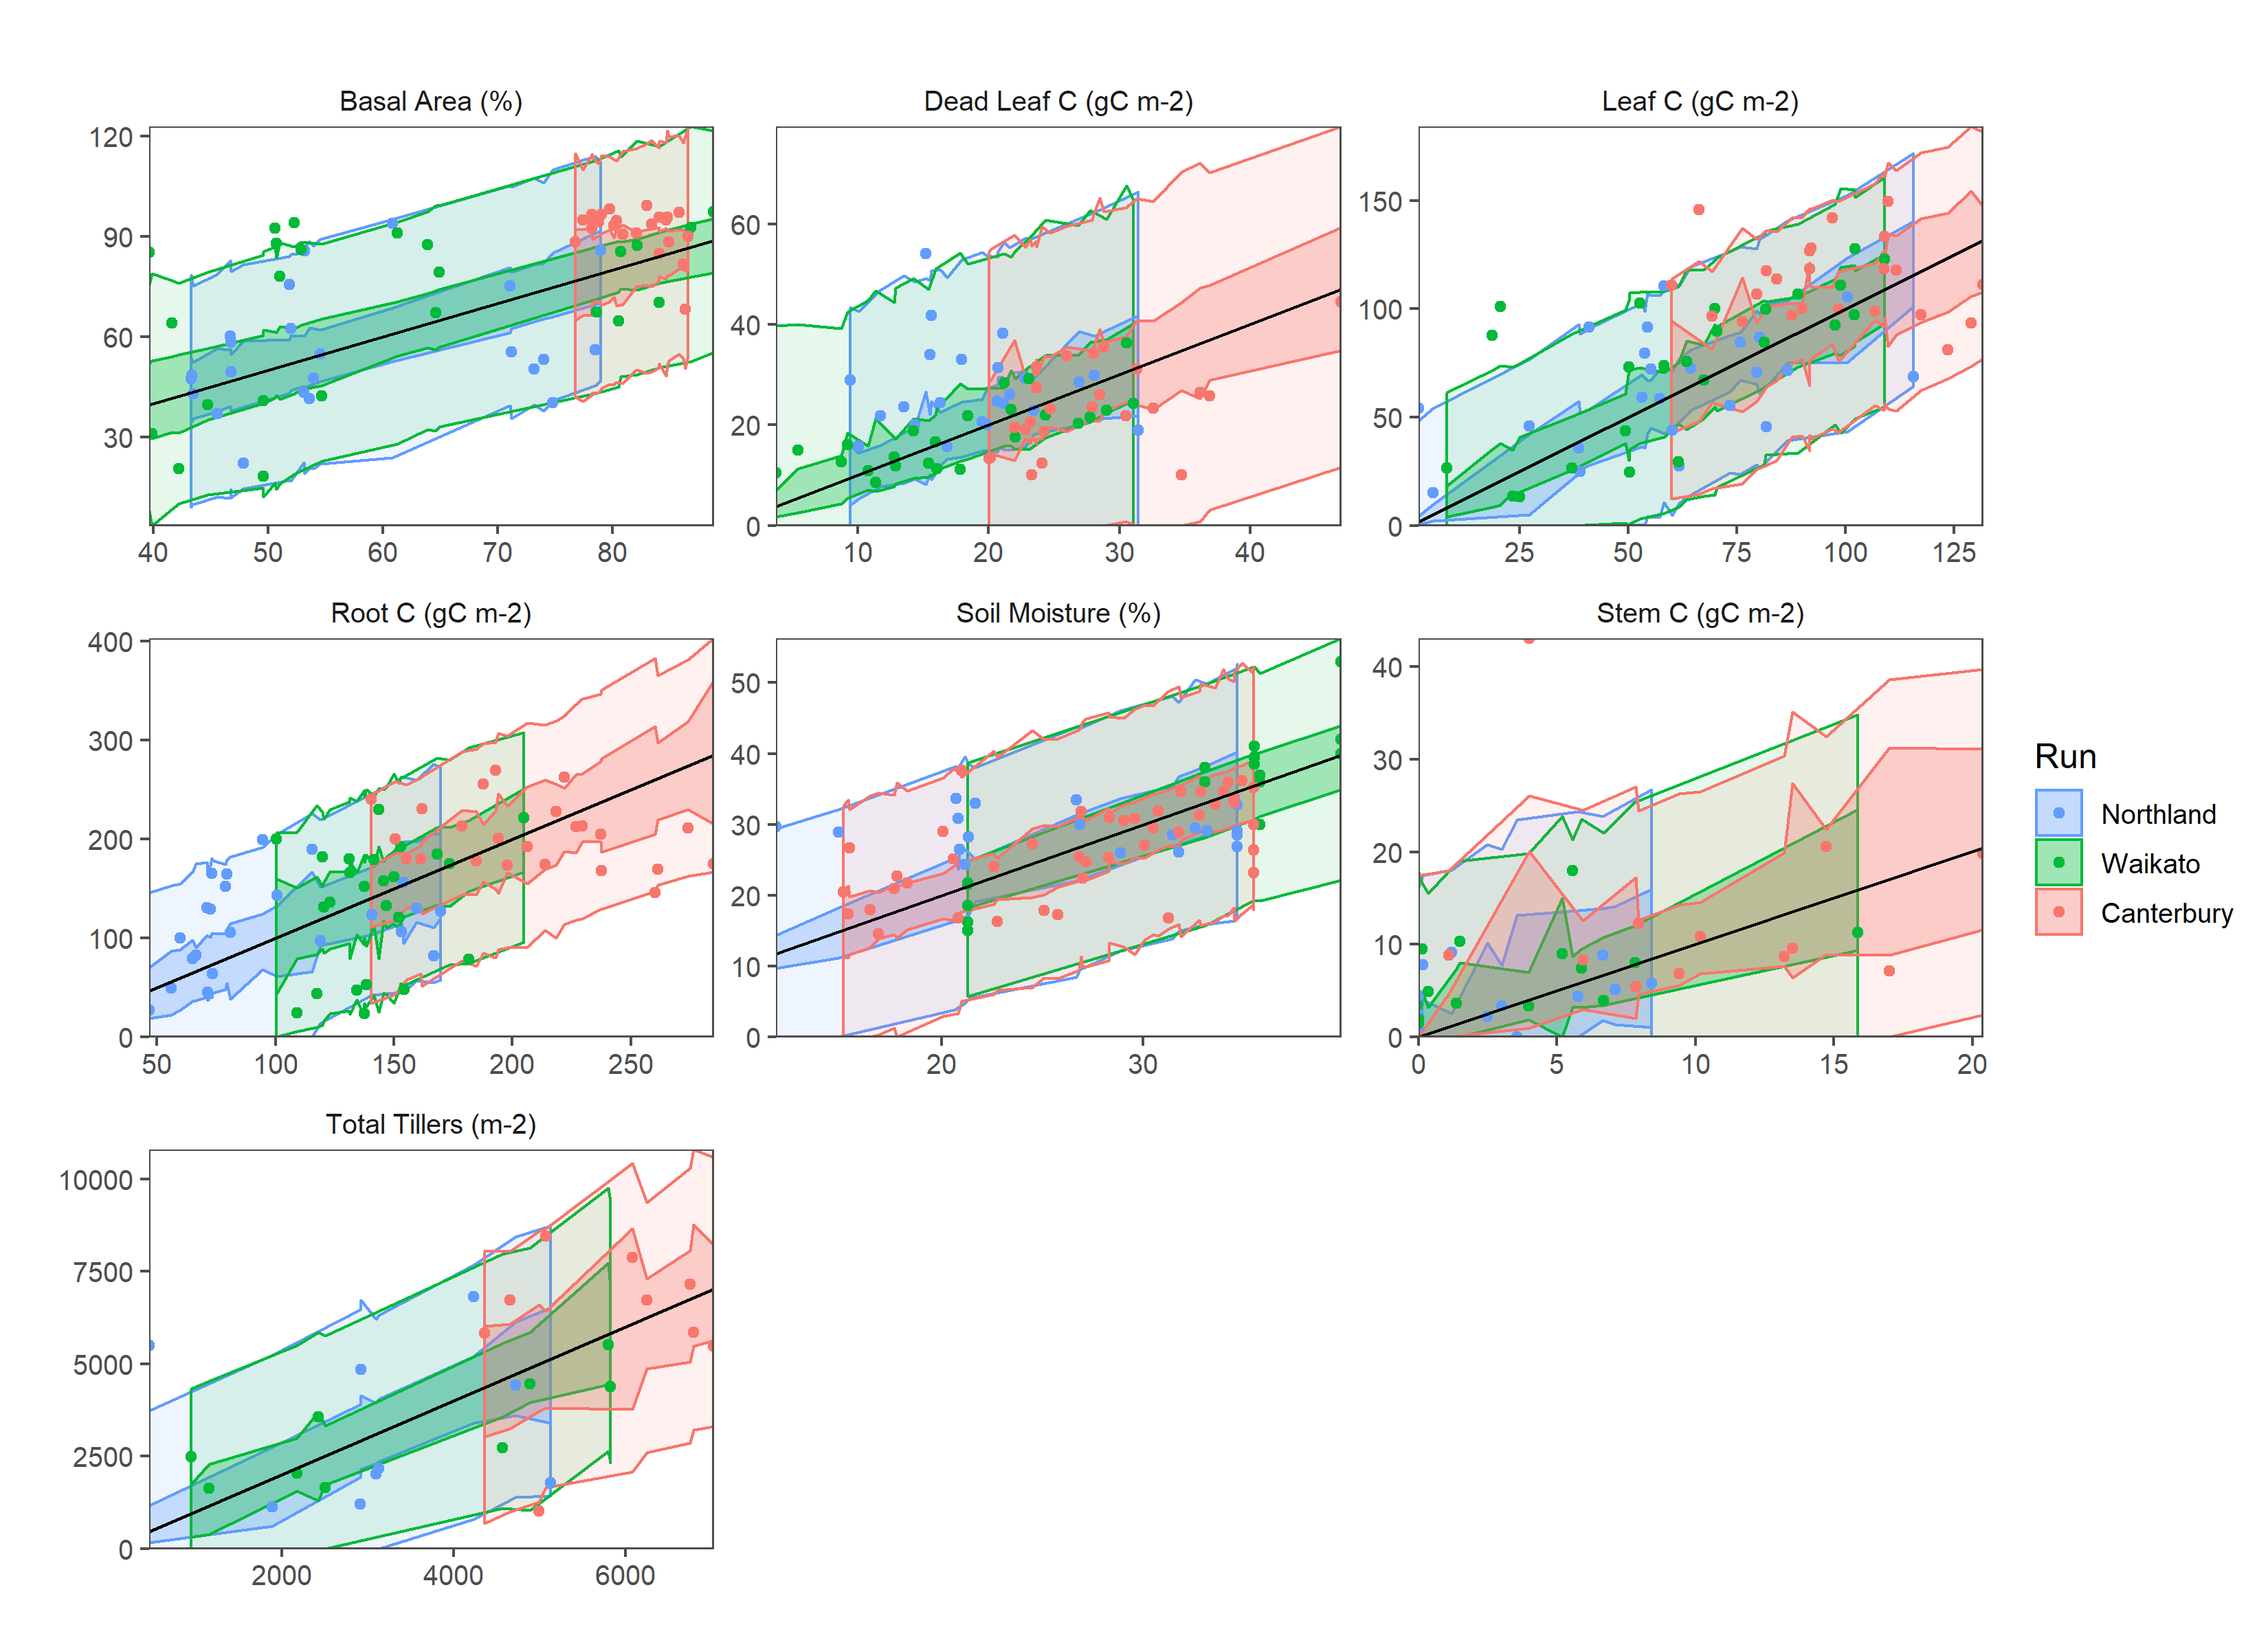 Basal Area (%)
120
90
60
30
40 50 60 70 80
Dead Leaf C (gC m-2)
60
40
20
0
10 20 30 40
Leaf C (gC m-2)
150
100
50
0
25 50 75 100 125
Root C (gC m-2)
400
300
200
100
0
50 100 150 200 250
Soil Moisture (%)
50
40
30
20
10
0
20 30
Stem C (gC m-2)
40
30
20
10
0
0 5 10 15 20
Total Tillers (m-2)
10000
7500
5000
2500
0
2000 4000 6000
Run
Northland
Waikato
Canterbury